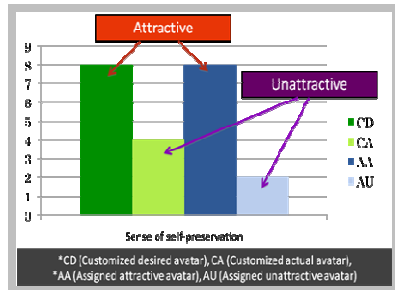 Attractive
Unattractive
9
8
7
6
5
4
3
2
1
0
CD
CA
AA
AU
Sense of self-preservation
*CD (Customized desired avatar), CA (Customized actual avatar),
*AA (Assigned attractive avatar), AU (Assigned unattractive avatar)